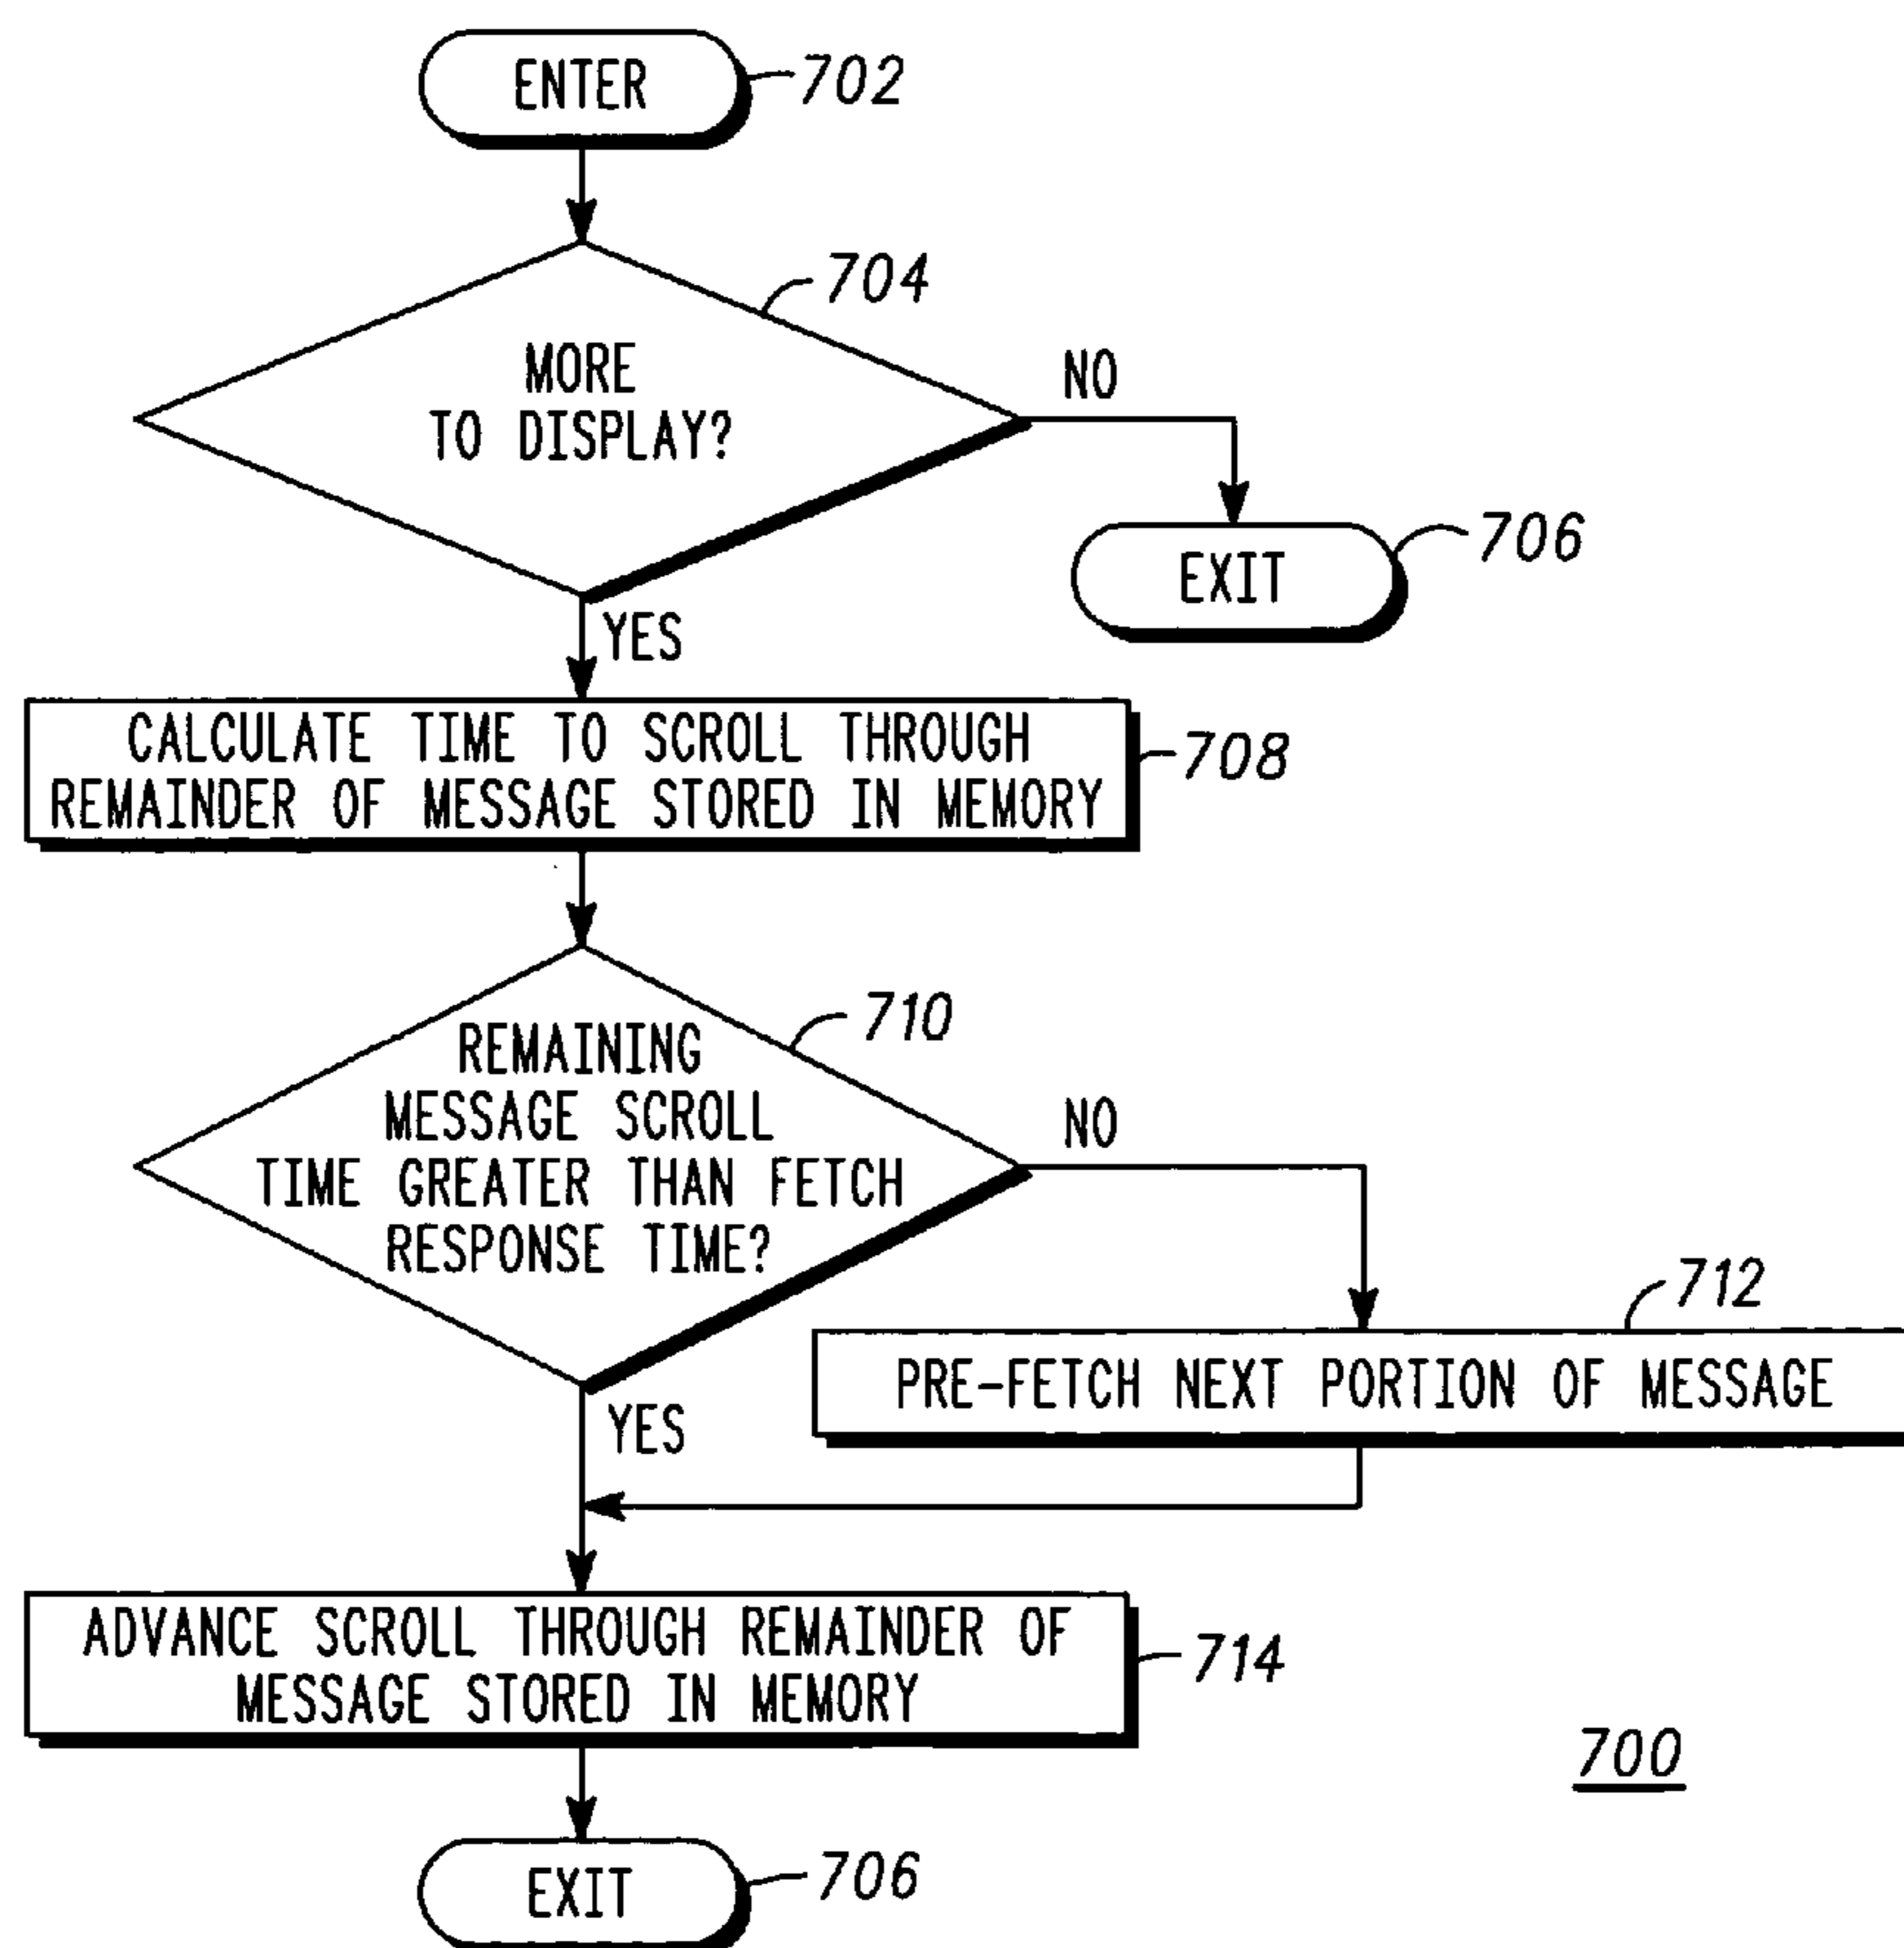 ENTER
702
704
MORE
TO DISPLAY?
NO
706
EXIT
YES
CALCULATE TIME TO SCROLL THROUGH
REMAINDER OF MESSAGE STORED IN MEMORY
708
710
REMAINING
MESSAGE SCROLL
TIME GREATER THAN FETCH
RESPONSE TIME?
NO
712
PRE-FETCH NEXT PORTION OF MESSAGE
YES
ADVANCE SCROLL THROUGH REMAINDER OF
MESSAGE STORED IN MEMORY
714
700
EXIT
706